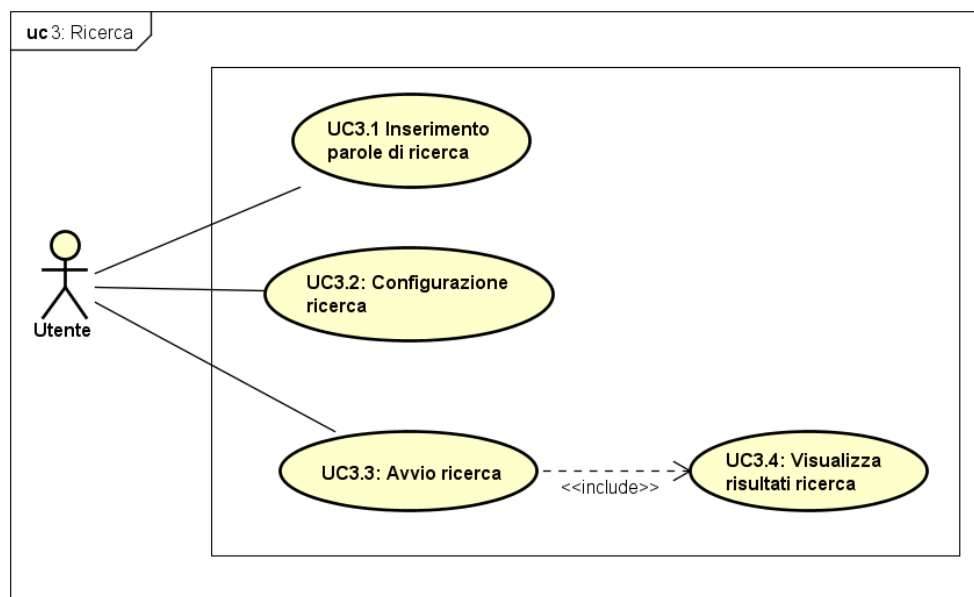 uc 3: Ricerca
UC3.1 Inserimento
parole di ricerca
UC3.2: Configurazione
ricerca
Utente
UC3.3: Avvio ricerca
<<include>>
UC3.4: Visualizza
risultati ricerca